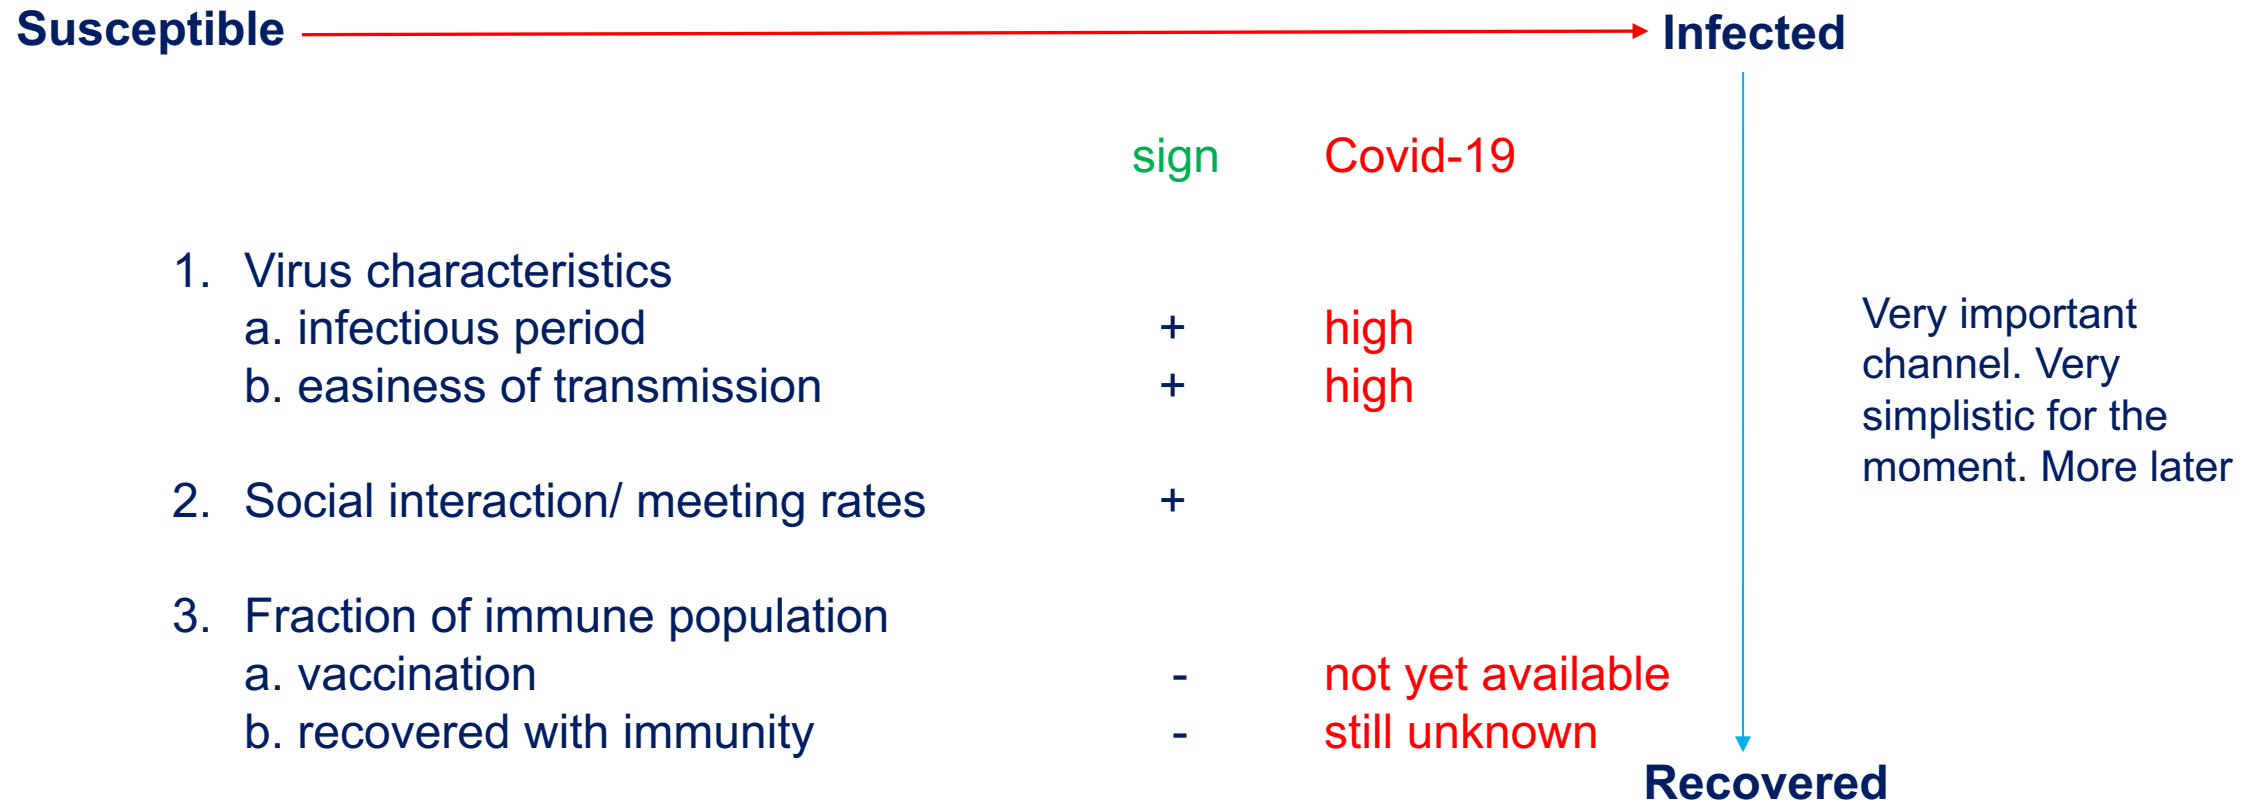 Susceptible
Infected
sign Covid-19
1. Virus characteristics
a. infectious period + high
b. easiness of transmission + high
2. Social interaction/ meeting rates +
3. Fraction of immune population
a. vaccination - not yet available
b. recovered with immunity - still unknown
Very important
channel. Very
simplistic for the
moment. More later
Recovered